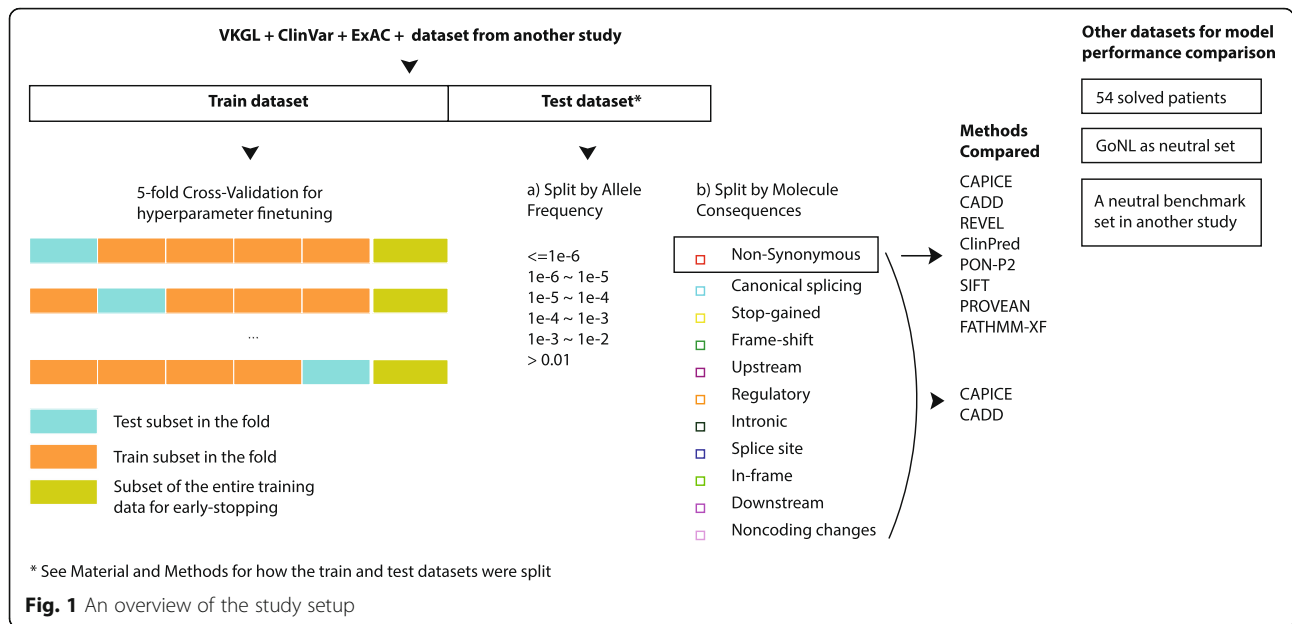 VKGL + ClinVar + ExAC + dataset from another study
Train dataset
Test dataset*
5-fold Cross-Validation for
hyperparameter finetuning
...
Test subset in the fold
Train subset in the fold
Subset of the entire training
data for early-stopping
a) Split by Allele
Frequency
<=1e-6
1e-6 ~ 1e-5
1e-5 ~ 1e-4
1e-4 ~ 1e-3
1e-3 ~ 1e-2
> 0.01
b) Split by Molecule
Consequences
Non-Synonymous
Canonical splicing
Stop-gained
Frame-shift
Upstream
Regulatory
Intronic
Splice site
In-frame
Downstream
Noncoding changes
Methods
Compared
CAPICE
CADD
REVEL
ClinPred
PON-P2
SIFT
PROVEAN
FATHMM-XF
CAPICE
CADD
Other datasets for model
performance comparison
54 solved patients
GoNL as neutral set
A neutral benchmark
set in another study
* See Material and Methods for how the train and test datasets were split
Fig. 1 An overview of the study setup